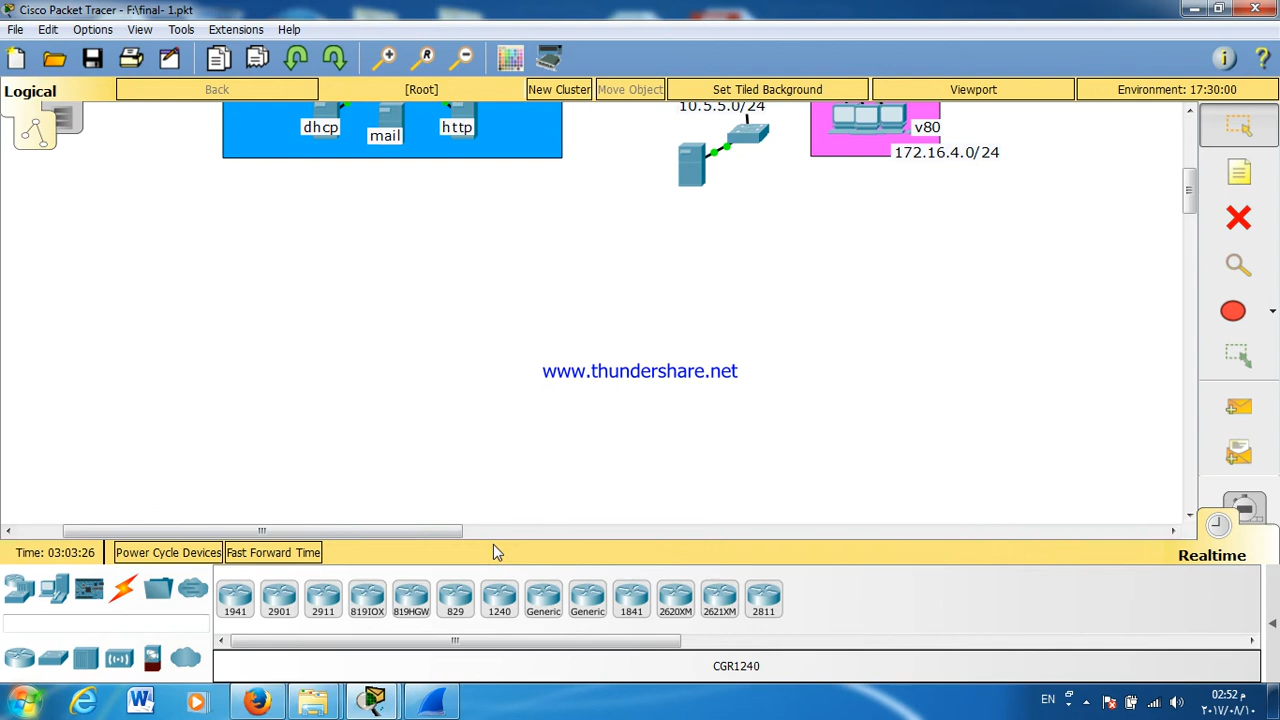 Cisco Packet Tracer - F:\final- 1.pkt
File Edit Options View Tools Extensions Help
Logical Back [Root] New Cluster Move Object Set Tiled Background Viewport Environment: 17:30:00
10.5.5.0/24
dhcp mail http v80
172.16.4.0/24
www.thundershare.net
Time: 03:03:26 Power Cycle Devices Fast Forward Time Realtime
1941 2901 2911 819IOX 819HGW 829 1240 Generic Generic 1841 2620XM 2621XM 2811
CGR1240
EN
02:52 م
٢٠١٧/٠٨/١٠